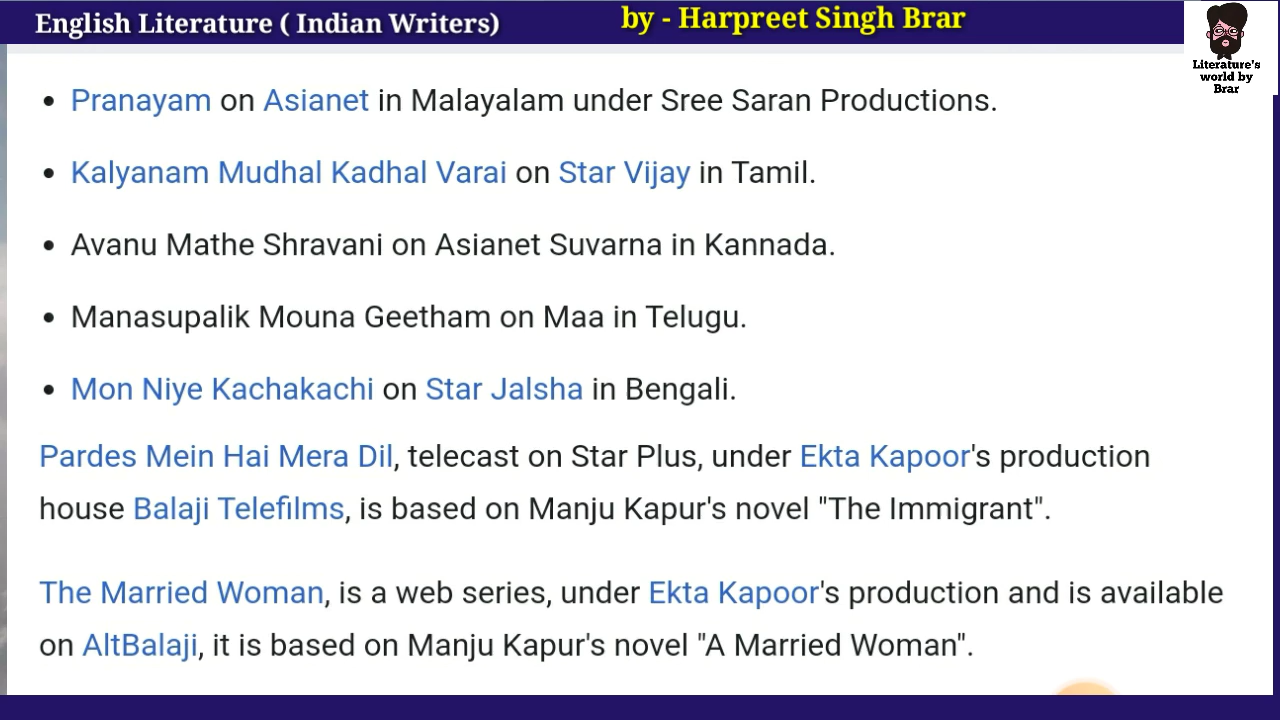 English Literature ( Indian Writers)
by - Harpreet Singh Brar
Literature's
world by
Brar
• Pranayam on Asianet in Malayalam under Sree Saran Productions.
• Kalyanam Mudhal Kadhal Varai on Star Vijay in Tamil.
• Avanu Mathe Shravani on Asianet Suvarna in Kannada.
• Manasupalik Mouna Geetham on Maa in Telugu.
• Mon Niye Kachakachi on Star Jalsha in Bengali.
Pardes Mein Hai Mera Dil, telecast on Star Plus, under Ekta Kapoor's production
house Balaji Telefilms, is based on Manju Kapur's novel "The Immigrant".
The Married Woman, is a web series, under Ekta Kapoor's production and is available
on AltBalaji, it is based on Manju Kapur's novel "A Married Woman".